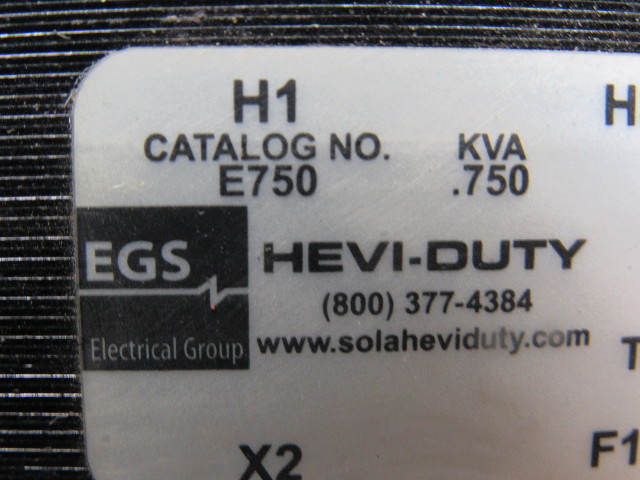 H1 H
CATALOG NO. KVA
E750 .750
EGS HEVI-DUTY
(800) 377-4384
Electrical Group www.solaheviduty.com
T
X2 F1